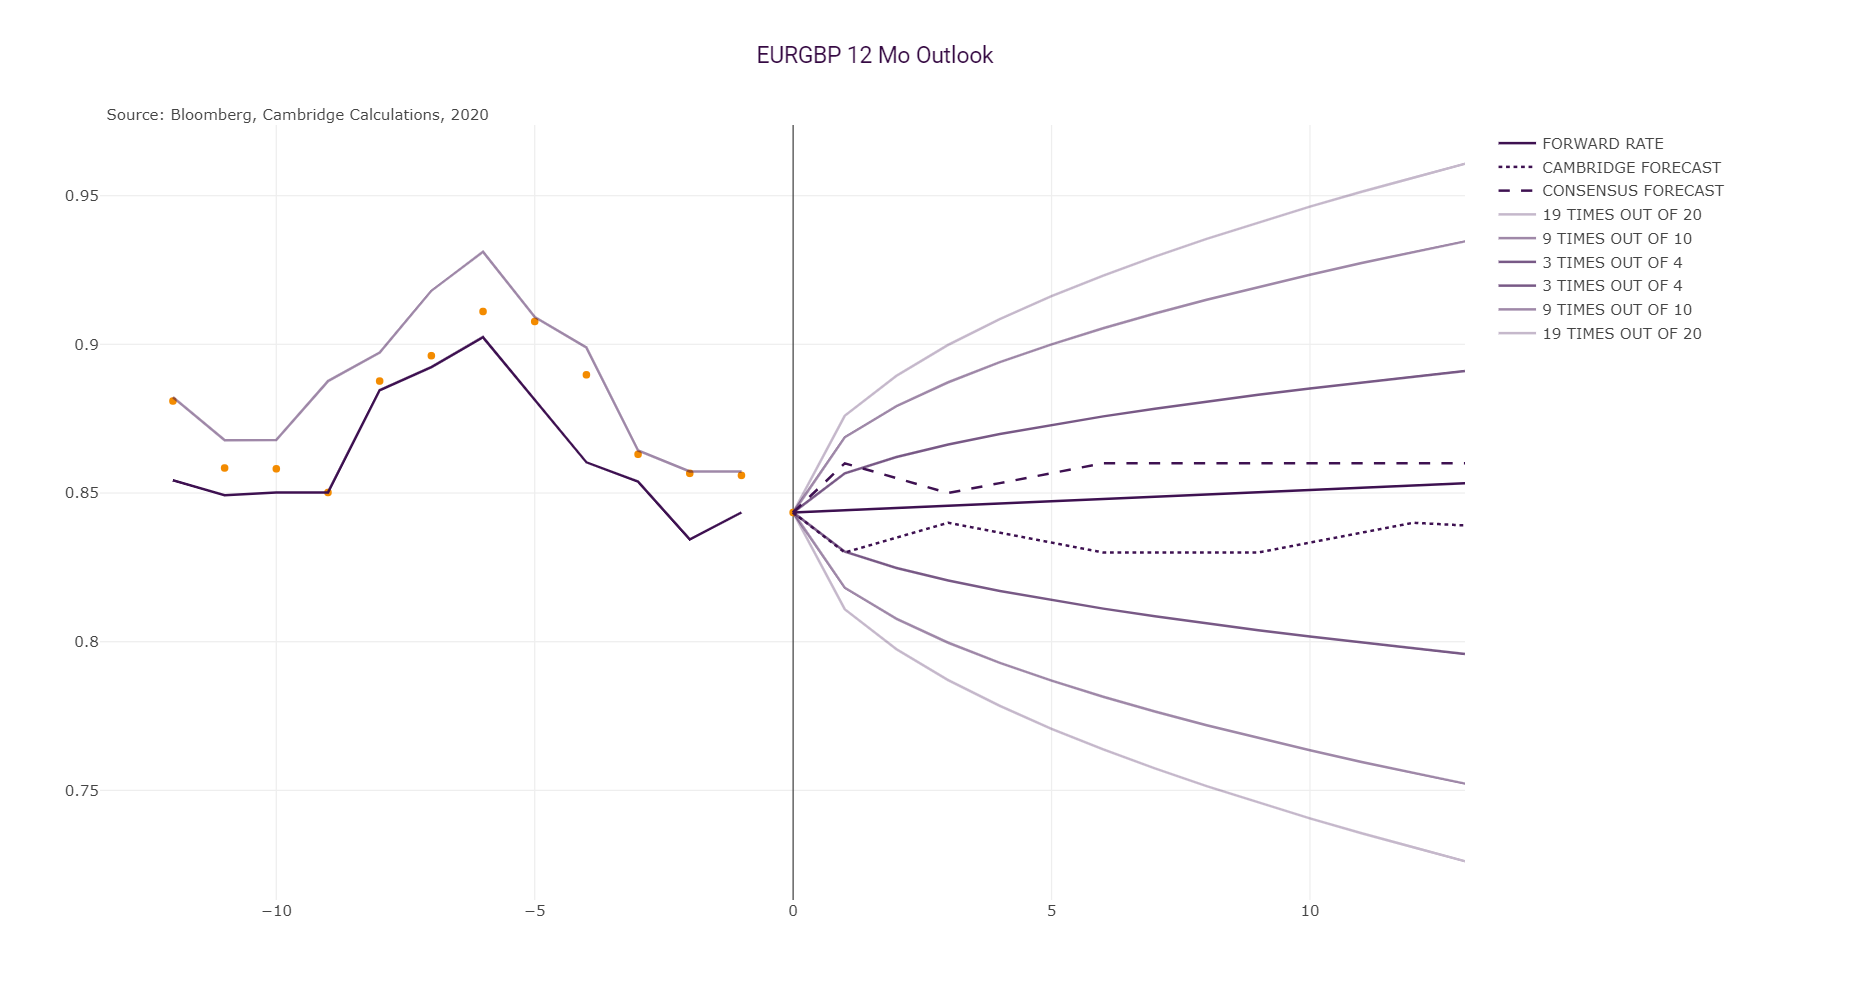 EURGBP 12 Mo Outlook
Source: Bloomberg, Cambridge Calculations, 2020
0.95
0.9
0.85
0.8
0.75
−10
−5
0
5
10
FORWARD RATE
CAMBRIDGE FORECAST
CONSENSUS FORECAST
19 TIMES OUT OF 20
9 TIMES OUT OF 10
3 TIMES OUT OF 4
3 TIMES OUT OF 4
9 TIMES OUT OF 10
19 TIMES OUT OF 20